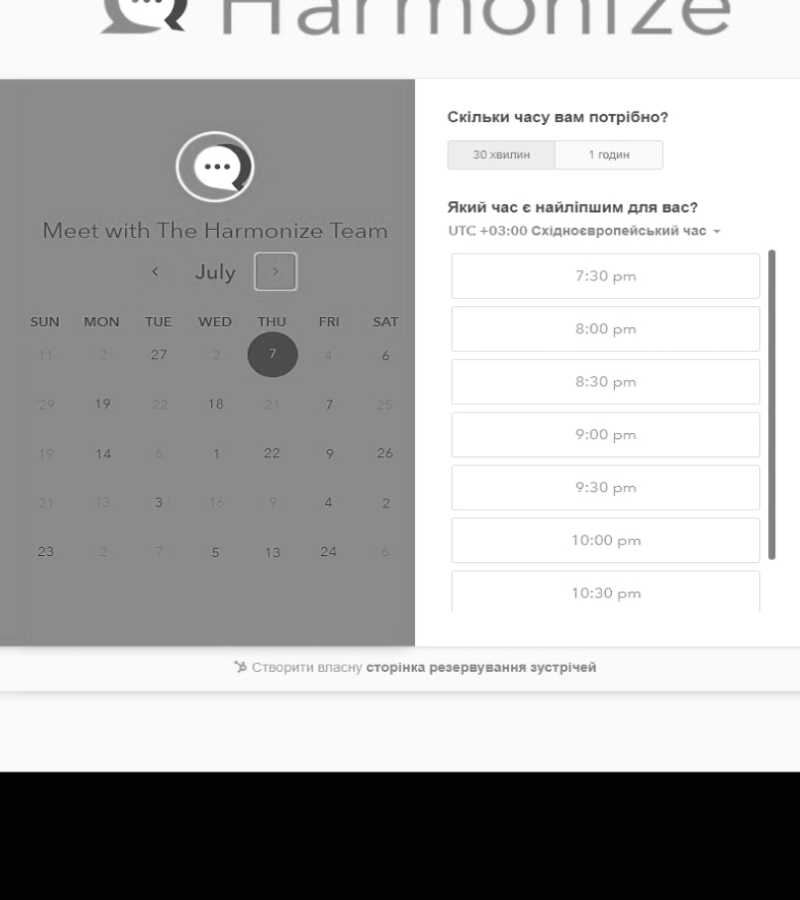 Harmonize
Meet with The Harmonize Team
July
SUN MON TUE WED THU FRI SAT
11 2 27 2 7 4 6
29 19 22 18 21 7 25
19 14 6 1 22 9 26
21 13 3 16 9 4 2
23 2 7 5 13 24 6
Скільки часу вам потрібно?
30 хвилин 1 годин
Який час є найліпшим для вас?
UTC +03:00 Східноєвропейський час
7:30 pm
8:00 pm
8:30 pm
9:00 pm
9:30 pm
10:00 pm
10:30 pm
Створити власну сторінка резервування зустрічей